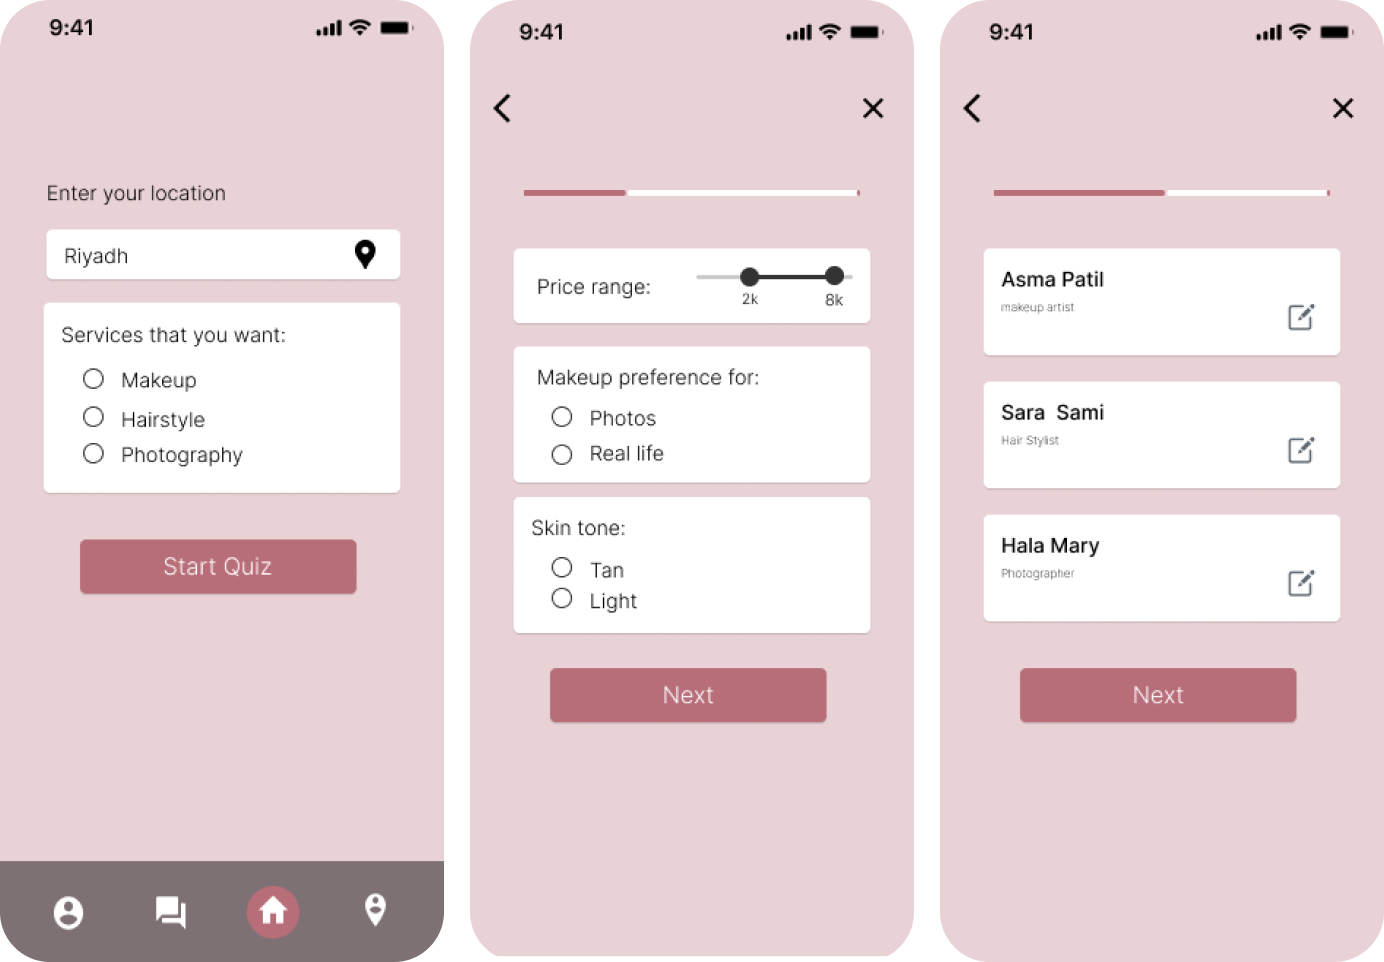 9:41
Enter your location
Riyadh
Services that you want:
Makeup
Hairstyle
Photography
Start Quiz
9:41
Price range:
2k
8k
Makeup preference for:
Photos
Real life
Skin tone:
Tan
Light
Next
9:41
Asma Patil
makeup artist
Sara Sami
Hair Stylist
Hala Mary
Photographer
Next